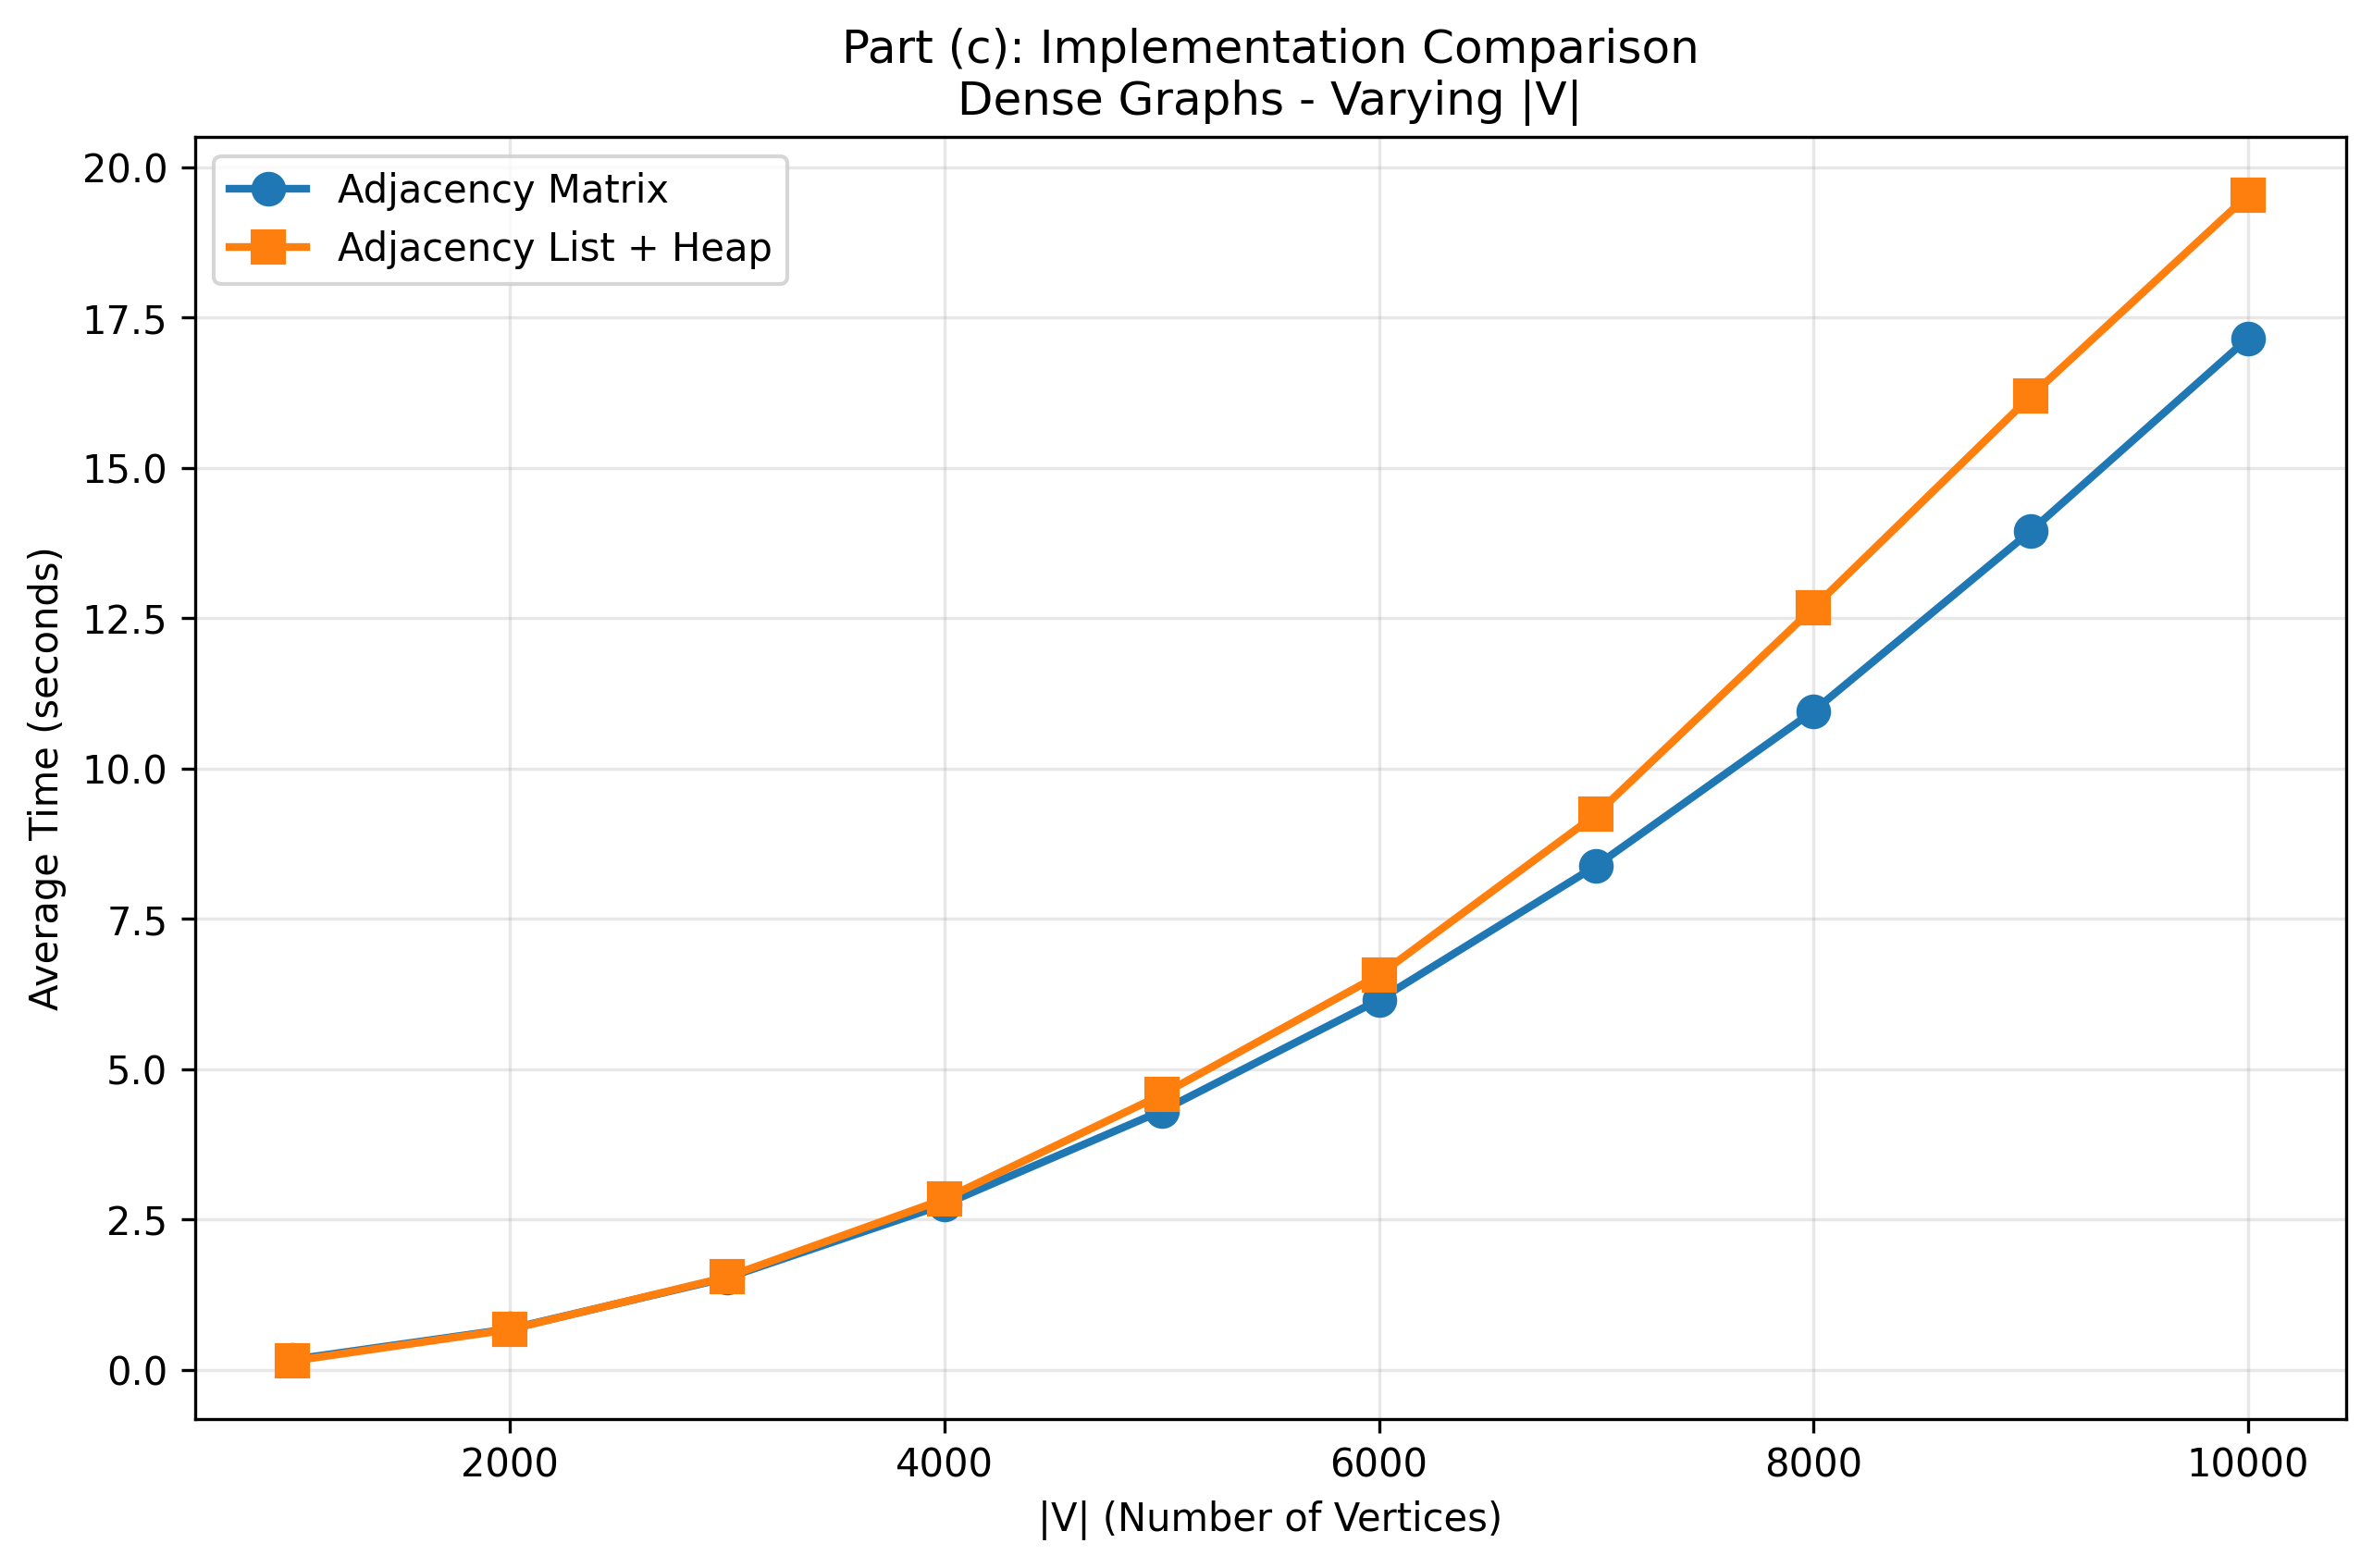 Part (c): Implementation Comparison
Dense Graphs - Varying |V|
Adjacency Matrix
Adjacency List + Heap
20.0
17.5
15.0
12.5
10.0
7.5
5.0
2.5
0.0
Average Time (seconds)
2000 4000 6000 8000 10000
|V| (Number of Vertices)